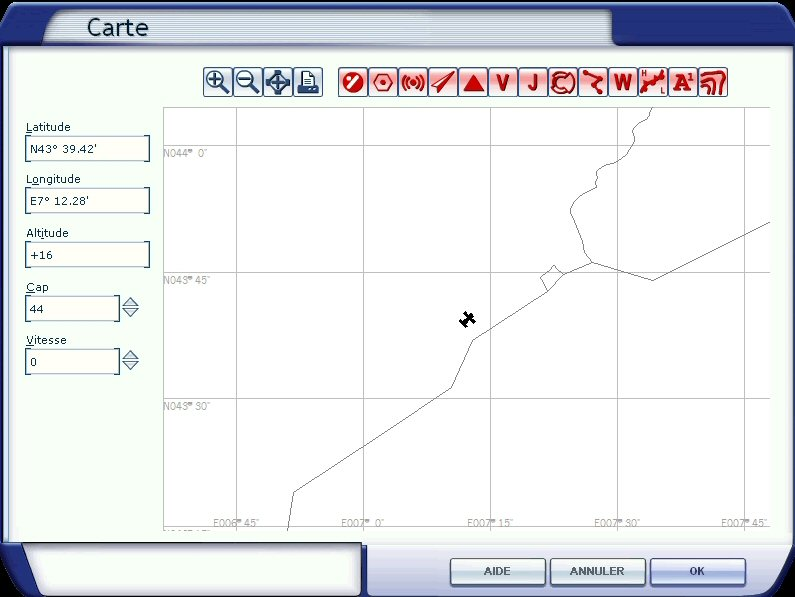 Carte
V J W H L A1
Latitude
N43° 39.42'
Longitude
E7° 12.28'
Altitude
+16
Cap
44
Vitesse
0
N044° 0"
N043° 45"
N043° 30"
E006° 45" E007° 0" E007° 15" E007° 30" E007° 45"
AIDE ANNULER OK